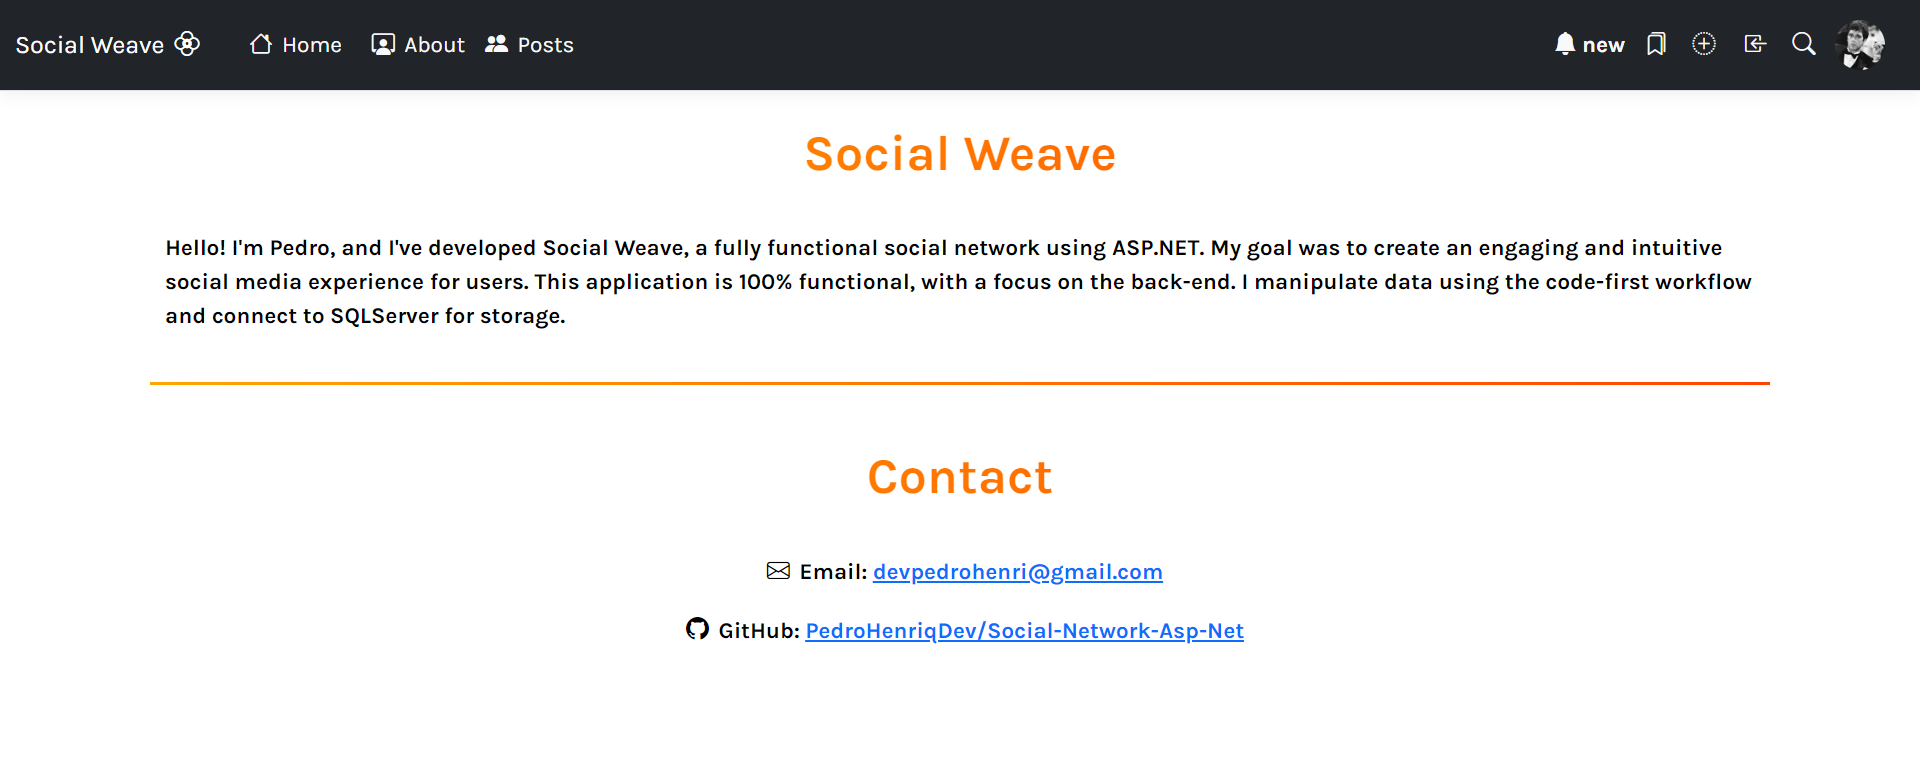 Social Weave Home About Posts new
Social Weave
Hello! I'm Pedro, and I've developed Social Weave, a fully functional social network using ASP.NET. My goal was to create an engaging and intuitive
social media experience for users. This application is 100% functional, with a focus on the back-end. I manipulate data using the code-first workflow
and connect to SQLServer for storage.
Contact
Email: devpedrohenri@gmail.com
GitHub: PedroHenriqDev/Social-Network-Asp-Net